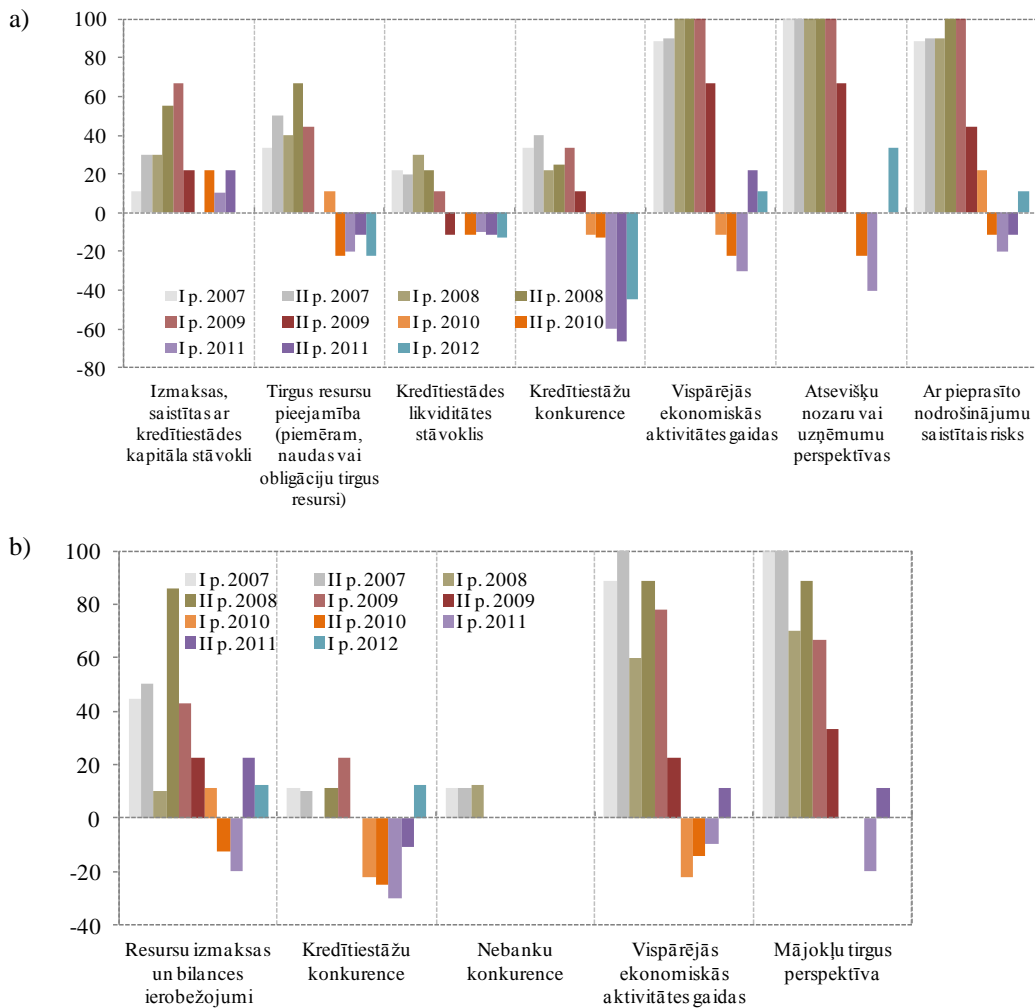 a)
100
80
60
40
20
0
-20
-40
-60
-80
I p. 2007 II p. 2007 I p. 2008 II p. 2008
I p. 2009 II p. 2009 I p. 2010 II p. 2010
I p. 2011 II p. 2011 I p. 2012
Izmaksas,
saistītas ar
kredītiestādes
kapitāla stāvokli
Tirgus resursu
pieejamība
(piemēram,
naudas vai
obligāciju tirgus
resursi)
Kredītiestādes
likviditātes
stāvoklis
Kredītiestāžu
konkurence
Vispārējās
ekonomiskās
aktivitātes gaidas
Atsevišķu
nozaru vai
uzņēmumu
perspektīvas
Ar pieprasīto
nodrošinājumu
saistītais risks
b)
100
80
60
40
20
0
-20
-40
I p. 2007 II p. 2007 I p. 2008
II p. 2008 I p. 2009 II p. 2009
I p. 2010 II p. 2010 I p. 2011
II p. 2011 I p. 2012
Resursu izmaksas
un bilances
ierobežojumi
Kredītiestāžu
konkurence
Nebanku
konkurence
Vispārējās
ekonomiskās
aktivitātes gaidas
Mājokļu tirgus
perspektīva